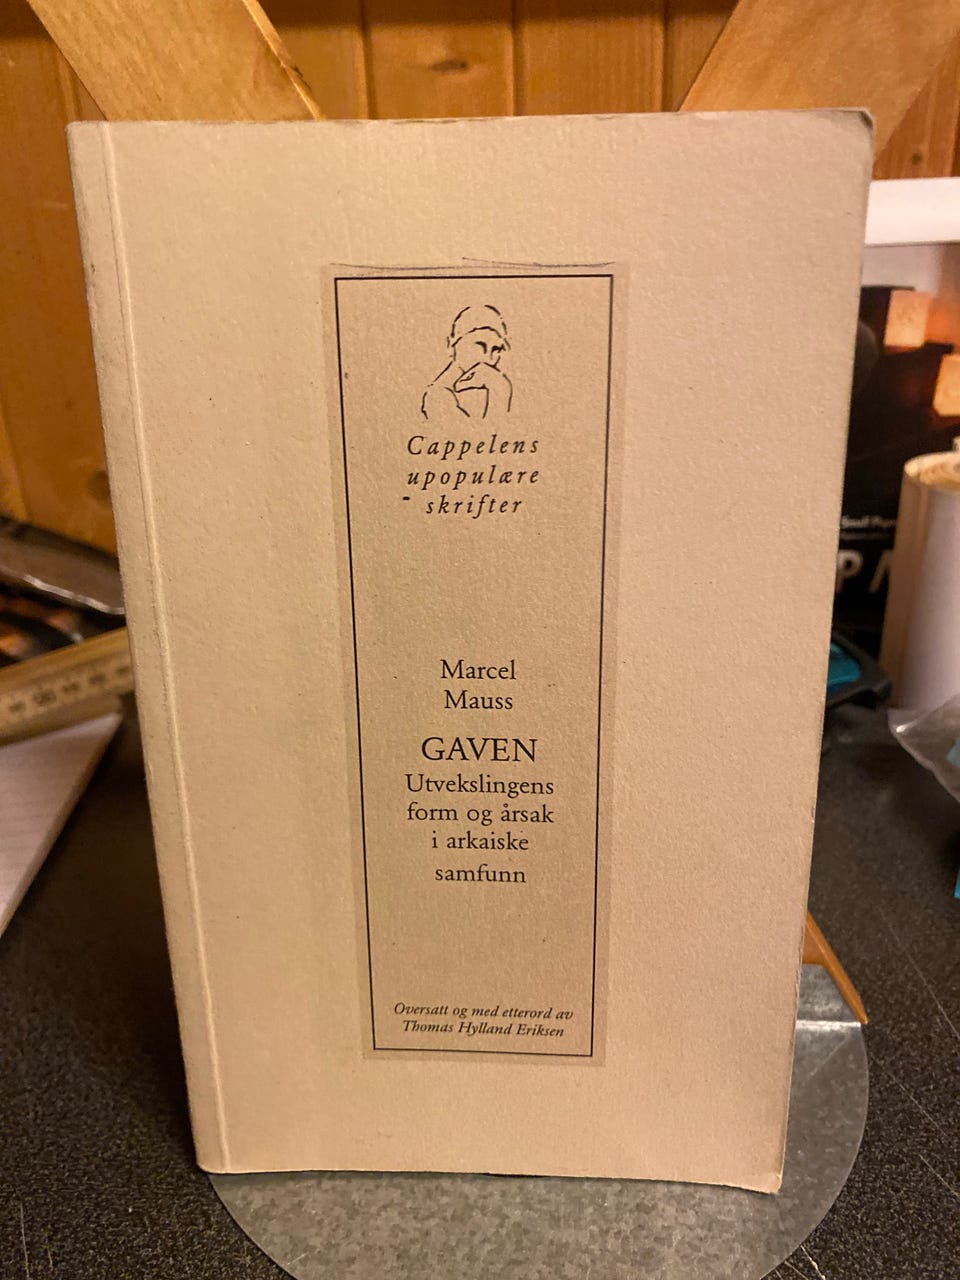 Cappelens
upopulære
skrifter
Marcel
Mauss
GAVEN
Utvekslingens
form og årsak
i arkaiske
samfunn
Oversatt og med etterord av
Thomas Hylland Eriksen